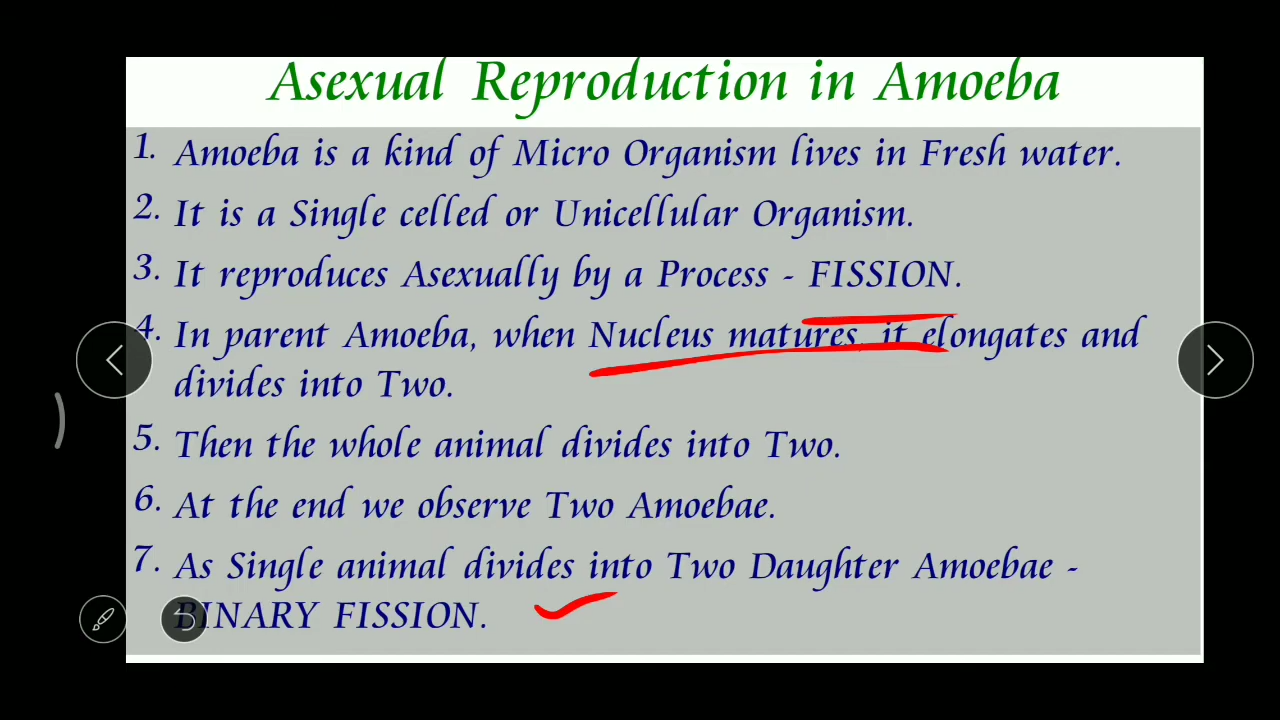 Asexual Reproduction in Amoeba
1. Amoeba is a kind of Micro Organism lives in Fresh water.
2. It is a Single celled or Unicellular Organism.
3. It reproduces Asexually by a Process - FISSION.
4. In parent Amoeba, when Nucleus matures, it elongates and
divides into Two.
5. Then the whole animal divides into Two.
6. At the end we observe Two Amoebae.
7. As Single animal divides into Two Daughter Amoebae -
BINARY FISSION.